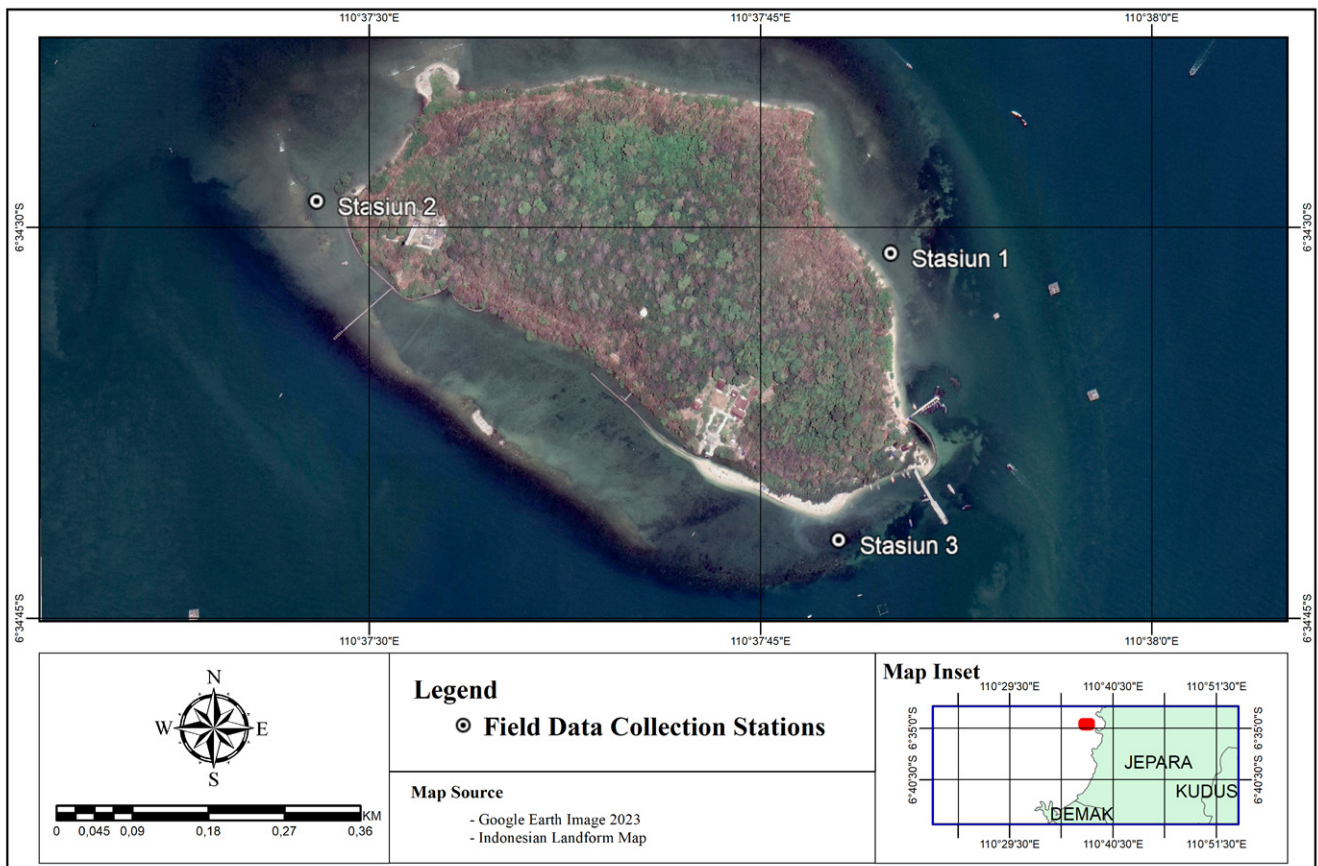 110°37'30"E 110°37'45"E 110°38'0"E
Stasiun 2
6°34'30"S 6°34'30"S
Stasiun 1
Stasiun 3
6°34'45"S 6°34'45"S
110°37'30"E 110°37'45"E 110°38'0"E
N
W E
S
KM
0 0,045 0,09 0,18 0,27 0,36
Legend
Field Data Collection Stations
Map Source
- Google Earth Image 2023
- Indonesian Landform Map
Map Inset
110°29'30"E 110°40'30"E 110°51'30"E
6°35'0"S 6°35'0"S
JEPARA
6°40'30"S 6°40'30"S
KUDUS
DEMAK
110°29'30"E 110°40'30"E 110°51'30"E